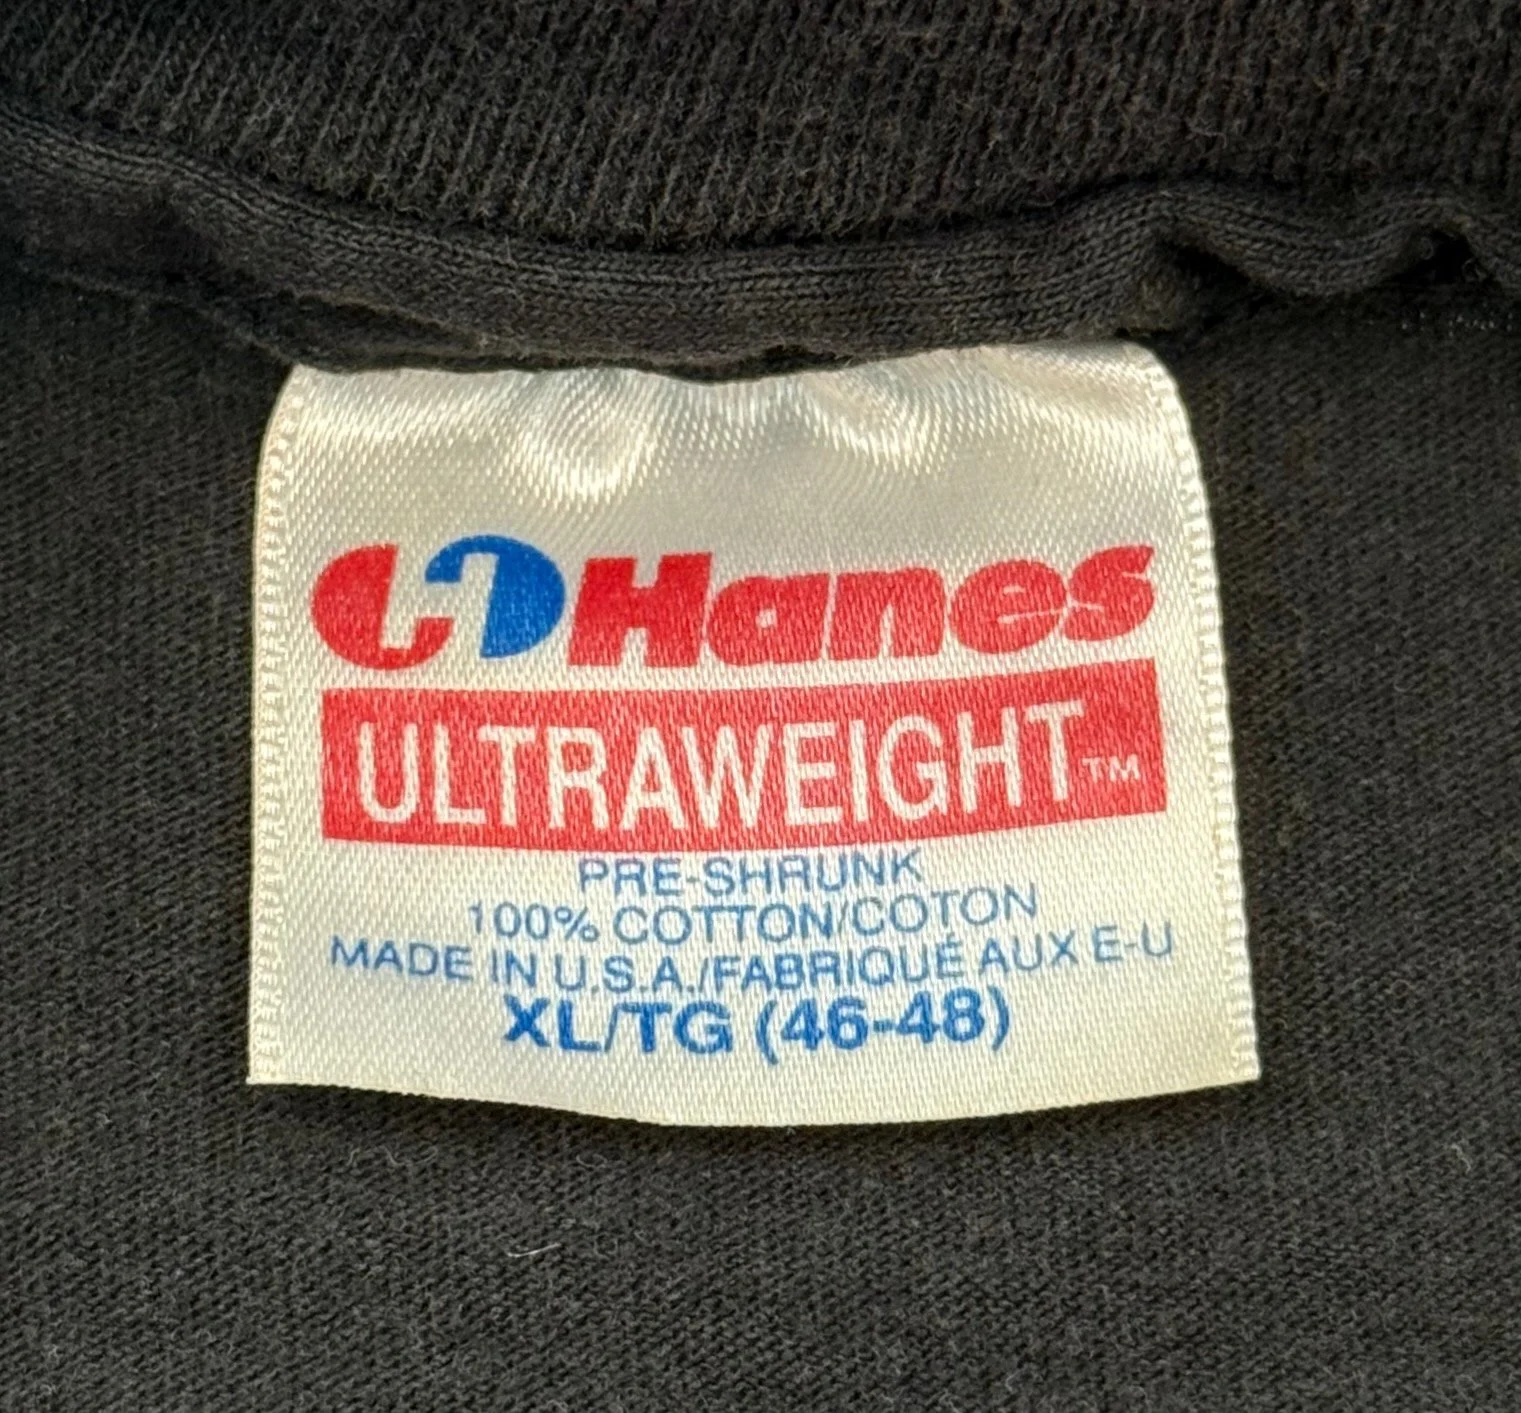 Hanes
ULTRAWEIGHT™
PRE-SHRUNK
100% COTTON/COTON
MADE IN U.S.A./FABRIQUÉ AUX E-U
XL/TG (46-48)